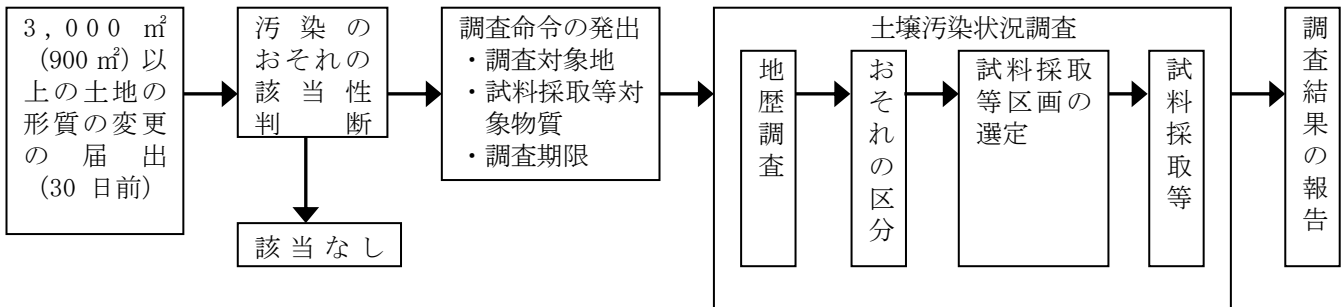 3,000 ㎡
(900 ㎡) 以
上の土地の
形質の変更
の届出
(30 日前)
汚染の
おそれの
該当性
判断
該当なし
調査命令の発出
・調査対象地
・試料採取等対
象物質
・調査期限
土壌汚染状況調査
地歴調査
おそれの区分
試料採取
等区画の
選定
試料採取等
調査結果の報告